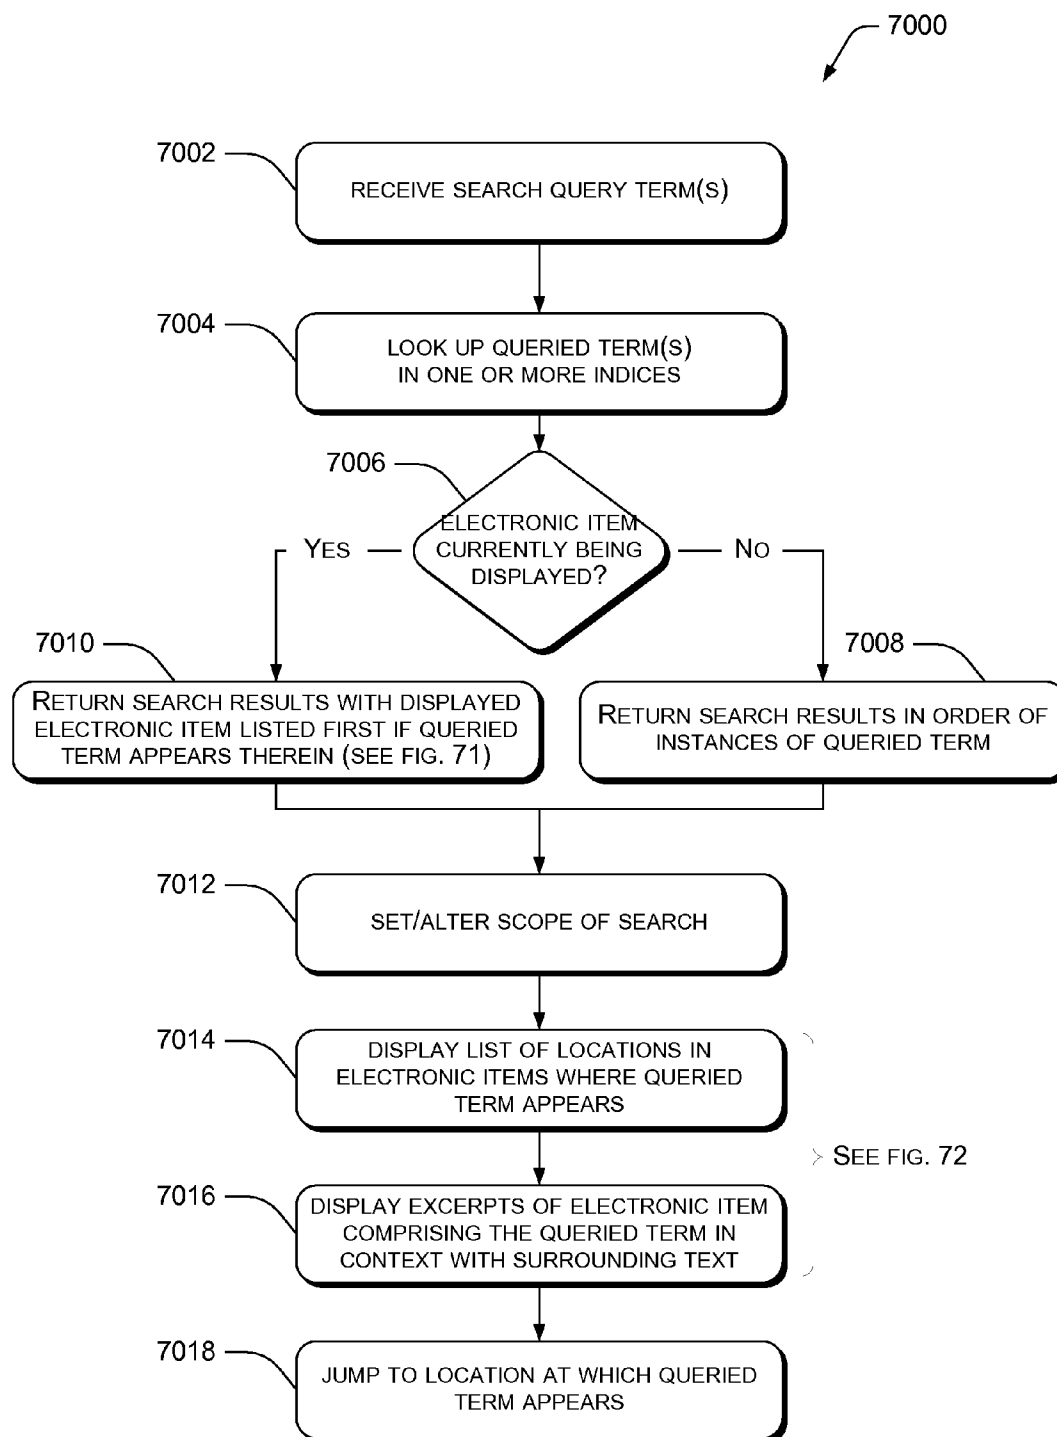 7000
7002
RECEIVE SEARCH QUERY TERM(S)
7004
LOOK UP QUERIED TERM(S)
IN ONE OR MORE INDICES
7006
ELECTRONIC ITEM
CURRENTLY BEING
DISPLAYED?
YES
NO
7010
RETURN SEARCH RESULTS WITH DISPLAYED
ELECTRONIC ITEM LISTED FIRST IF QUERIED
TERM APPEARS THEREIN (SEE FIG. 71)
7008
RETURN SEARCH RESULTS IN ORDER OF
INSTANCES OF QUERIED TERM
7012
SET/ALTER SCOPE OF SEARCH
7014
DISPLAY LIST OF LOCATIONS IN
ELECTRONIC ITEMS WHERE QUERIED
TERM APPEARS
SEE FIG. 72
7016
DISPLAY EXCERPTS OF ELECTRONIC ITEM
COMPRISING THE QUERIED TERM IN
CONTEXT WITH SURROUNDING TEXT
7018
JUMP TO LOCATION AT WHICH QUERIED
TERM APPEARS